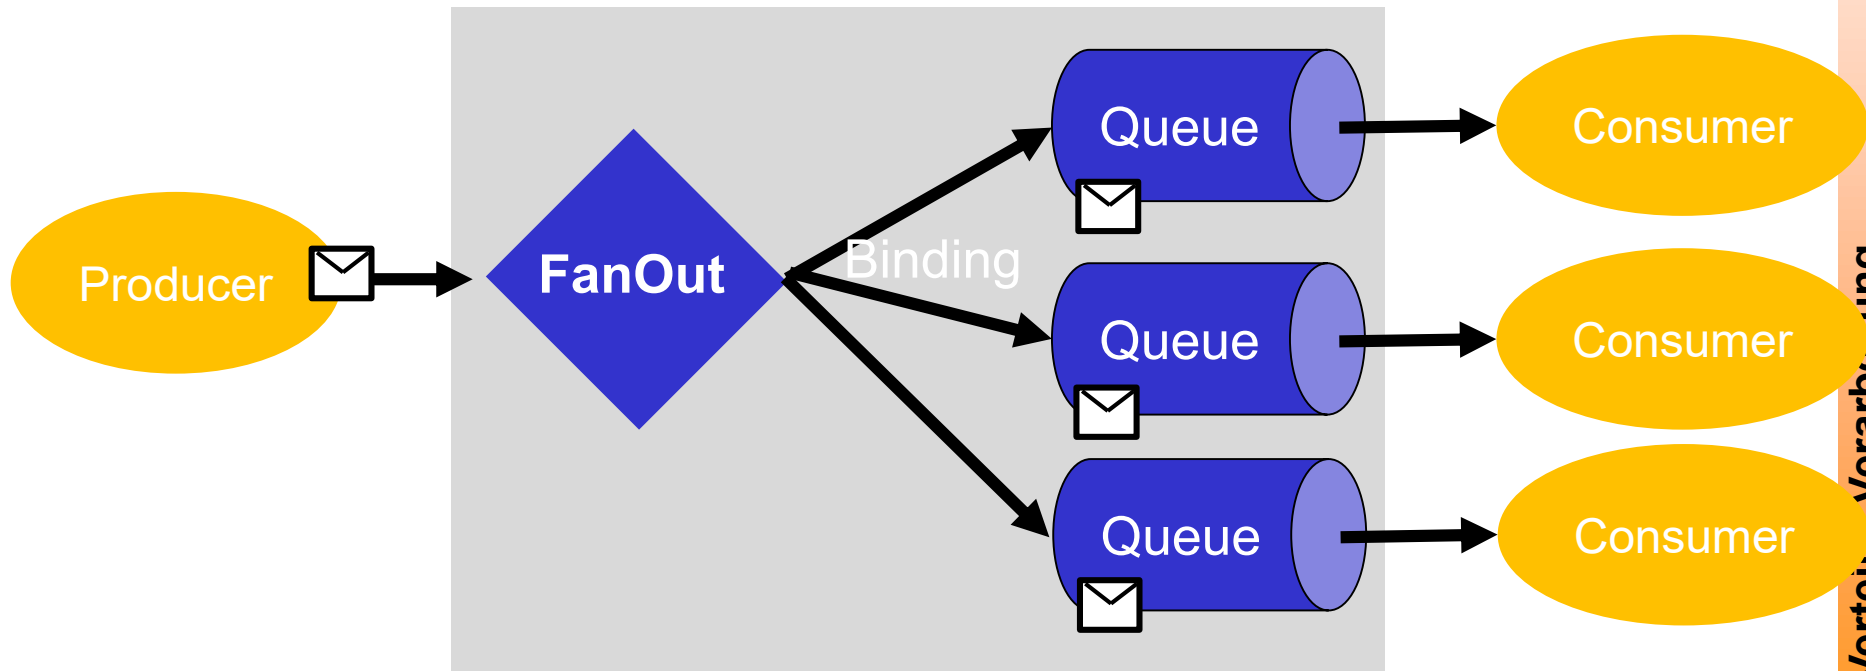 Producer
FanOut
Binding
Queue
Consumer
Queue
Consumer
Queue
Consumer